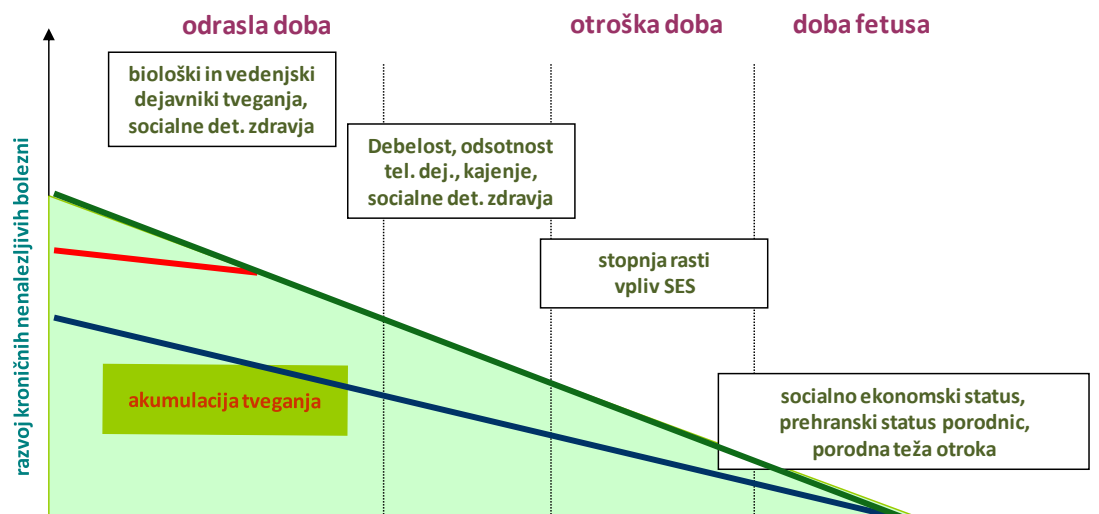 odrasla doba
otroška doba
doba fetusa
biološki in vedenjski
dejavniki tveganja,
socialne det. zdravja
Debelost, odsotnost
tel. dej., kajenje,
socialne det. zdravja
stopnja rasti
vpliv SES
socialno ekonomski status,
prehranski status porodnic,
porodna teža otroka
akumulacija tveganja
razvoj kroničnih nenalezljivih bolezni